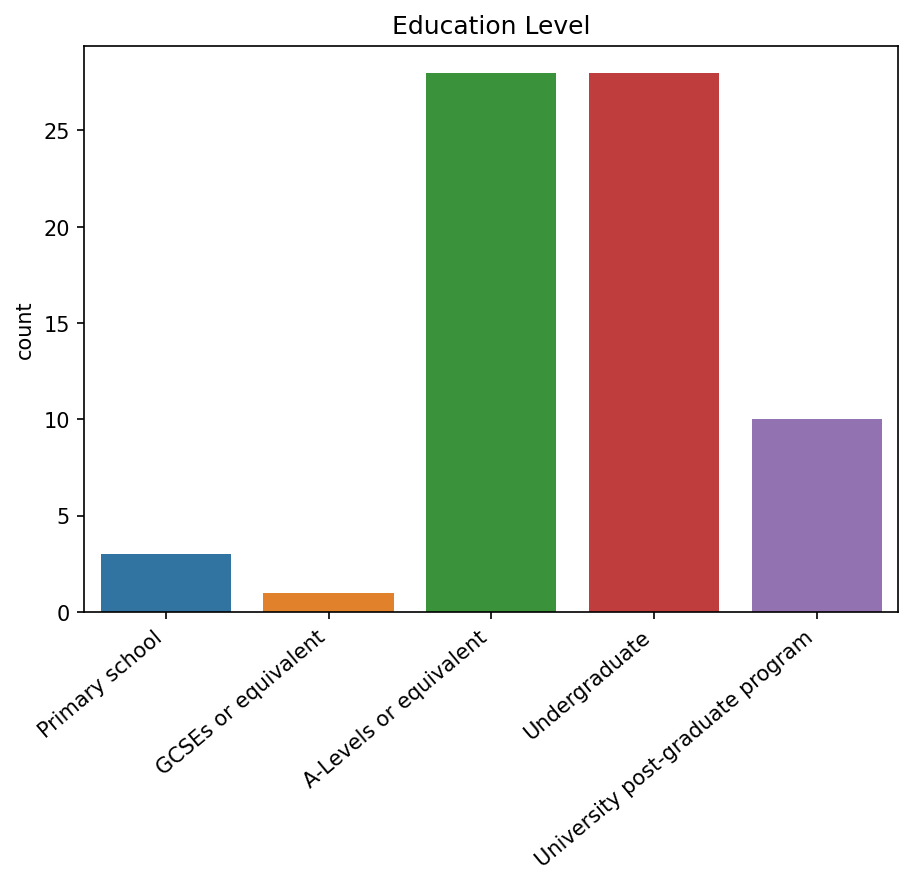 Education Level
count
25
20
15
10
5
0
Primary school
GCSEs or equivalent
A-Levels or equivalent
Undergraduate
University post-graduate program